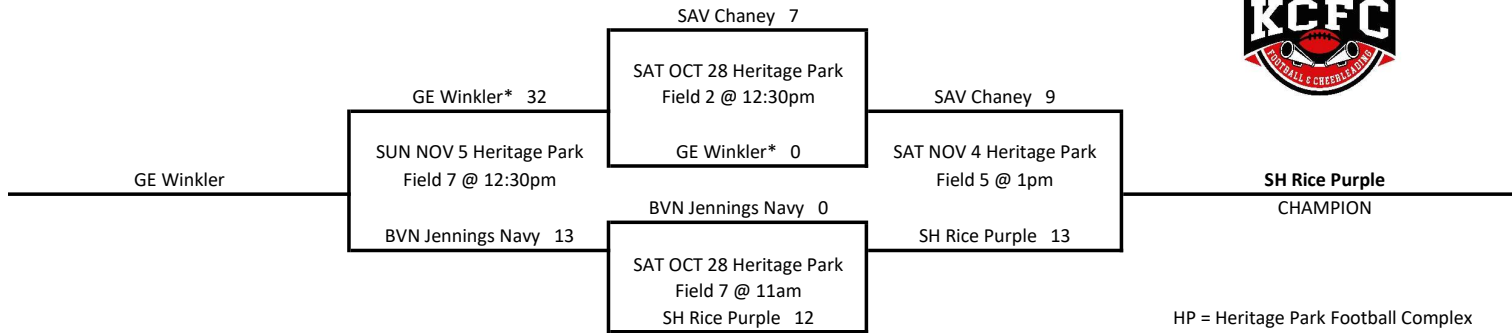 SAV Chaney 7
KCFC
FOOTBALL & CHEERLEADING
SAT OCT 28 Heritage Park
Field 2 @ 12:30pm
GE Winkler* 32
SAV Chaney 9
SUN NOV 5 Heritage Park
GE Winkler* 0
SAT NOV 4 Heritage Park
GE Winkler
Field 7 @ 12:30pm
Field 5 @ 1pm
SH Rice Purple
BVN Jennings Navy 0
CHAMPION
BVN Jennings Navy 13
SH Rice Purple 13
SAT OCT 28 Heritage Park
Field 7 @ 11am
SH Rice Purple 12
HP = Heritage Park Football Complex